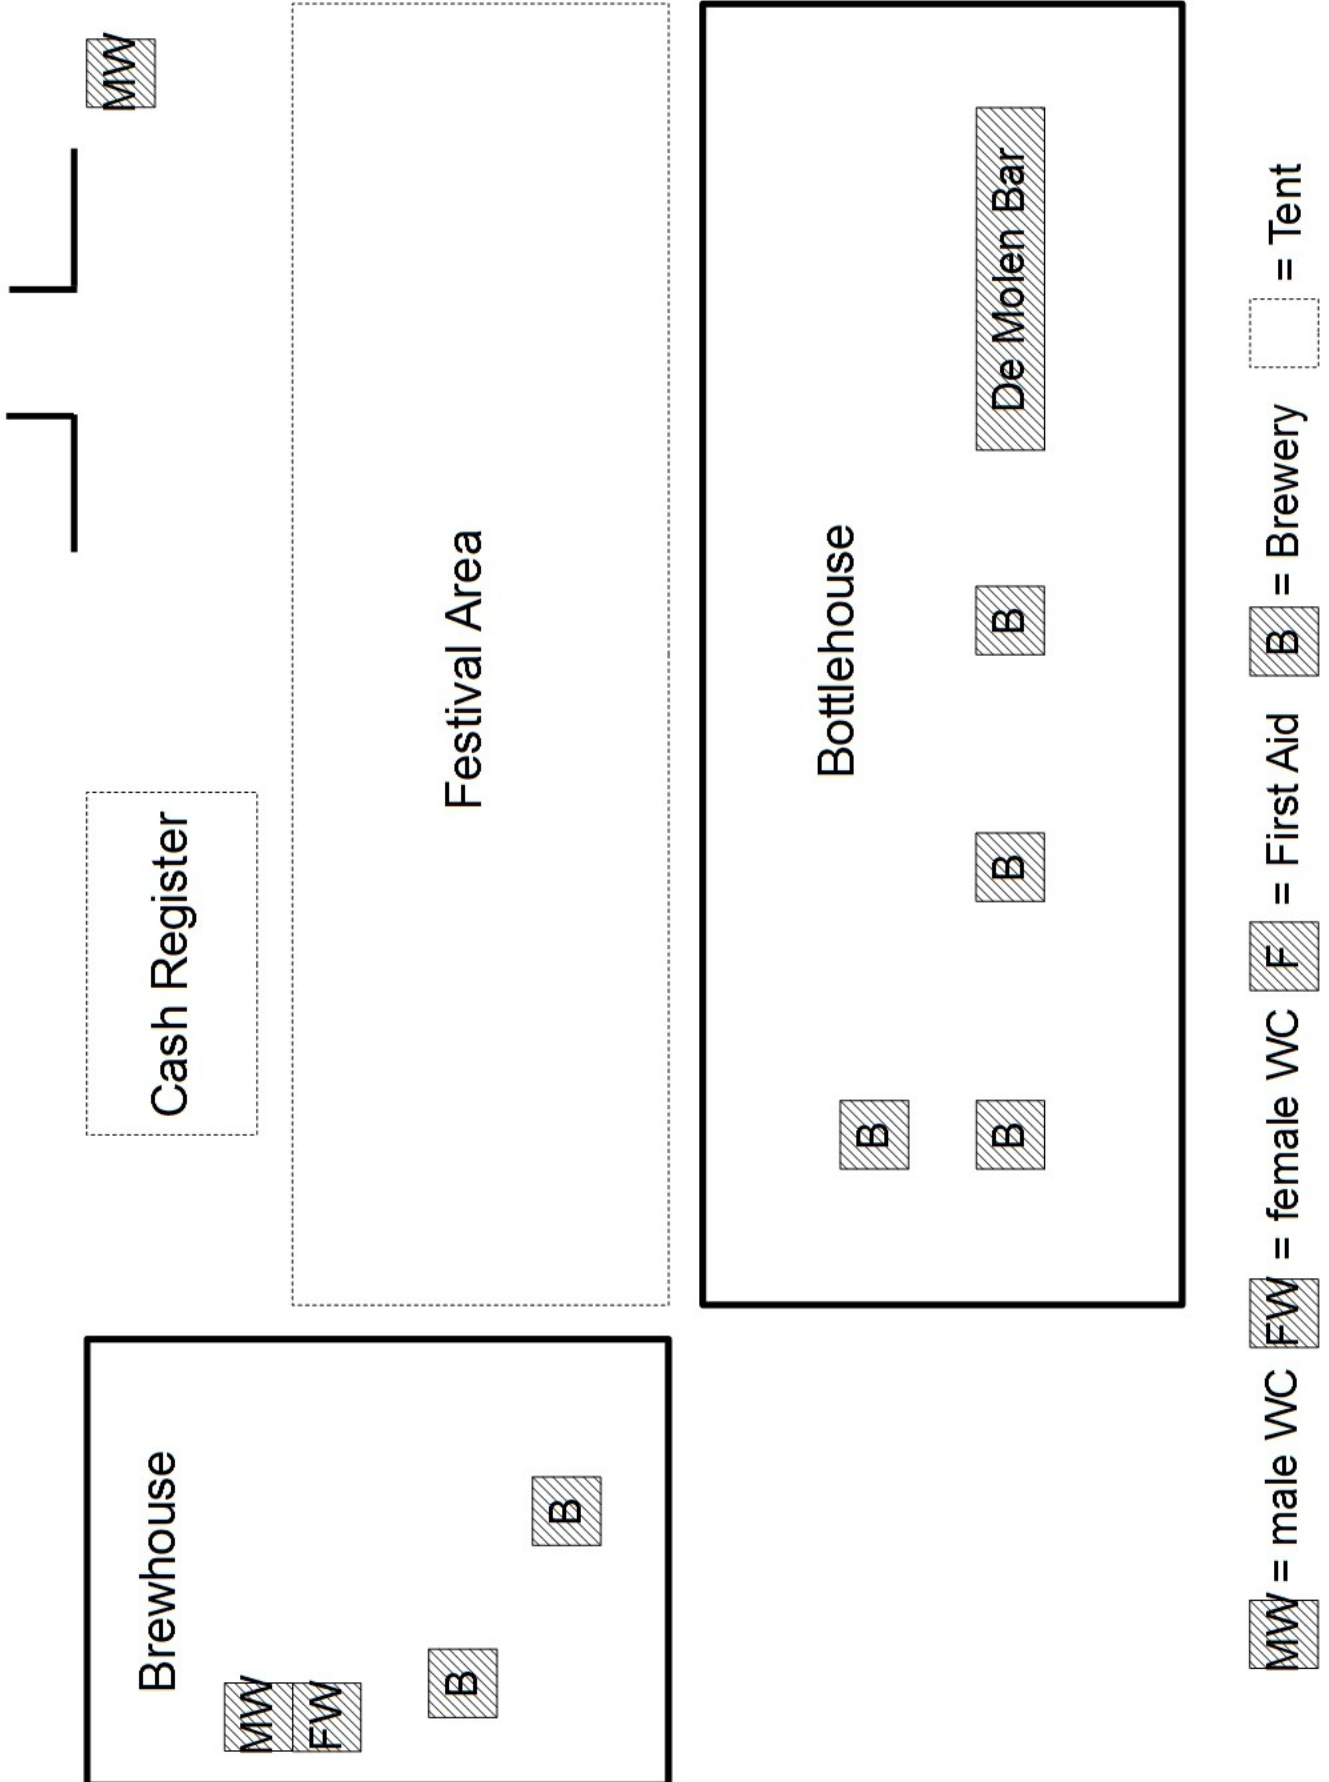 MW
Cash Register
Festival Area
Brewhouse
MW
FW
B
B
Bottlehouse
B
B
B
B
De Molen Bar
MW = male WC FW = female WC F = First Aid B = Brewery = Tent